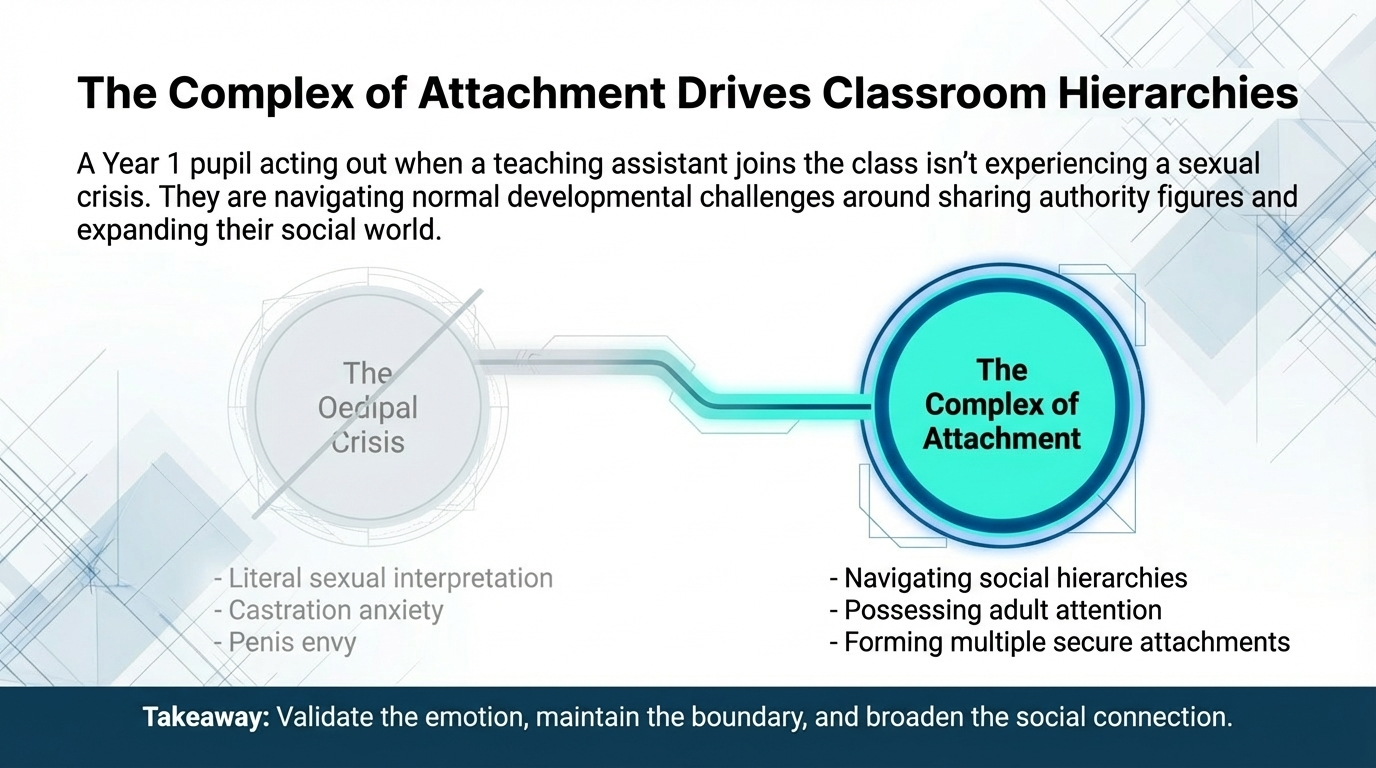 The Complex of Attachment Drives Classroom Hierarchies
A Year 1 pupil acting out when a teaching assistant joins the class isn’t experiencing a sexual
crisis. They are navigating normal developmental challenges around sharing authority figures and
expanding their social world.
The
Oedipal
Crisis
- Literal sexual interpretation
- Castration anxiety
- Penis envy
The
Complex of
Attachment
- Navigating social hierarchies
- Possessing adult attention
- Forming multiple secure attachments
Takeaway: Validate the emotion, maintain the boundary, and broaden the social connection.